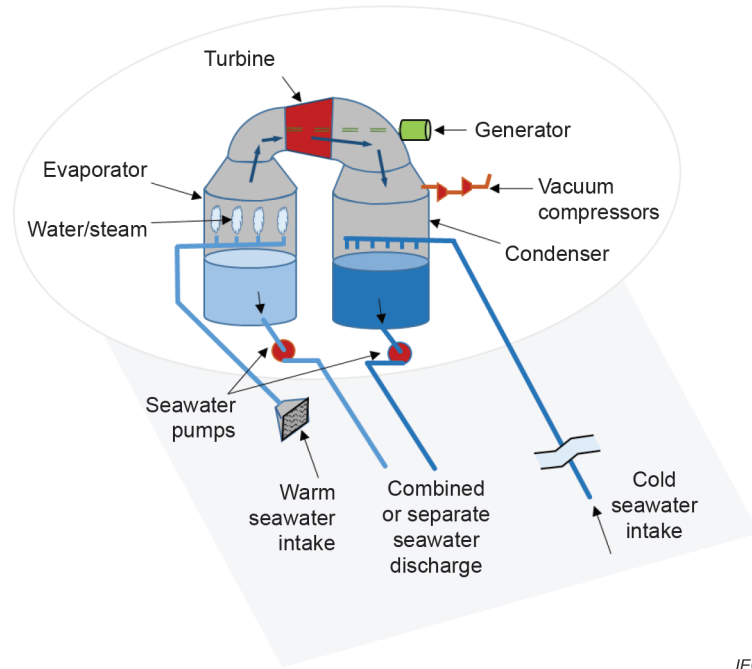 Turbine
Generator
Evaporator
Vacuum
compressors
Water/steam
Condenser
Seawater
pumps
Warm
seawater
intake
Combined
or separate
seawater
discharge
Cold
seawater
intake